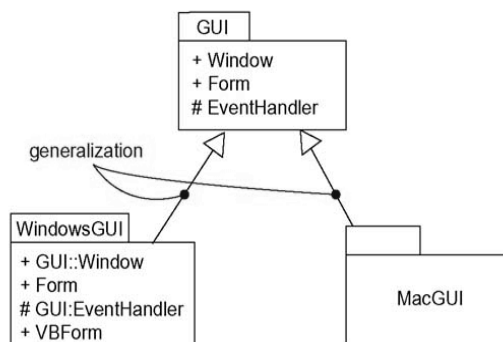 GUI
+ Window
+ Form
# EventHandler
generalization
WindowsGUI
+ GUI::Window
+ Form
# GUI:EventHandler
+ VBForm
MacGUI